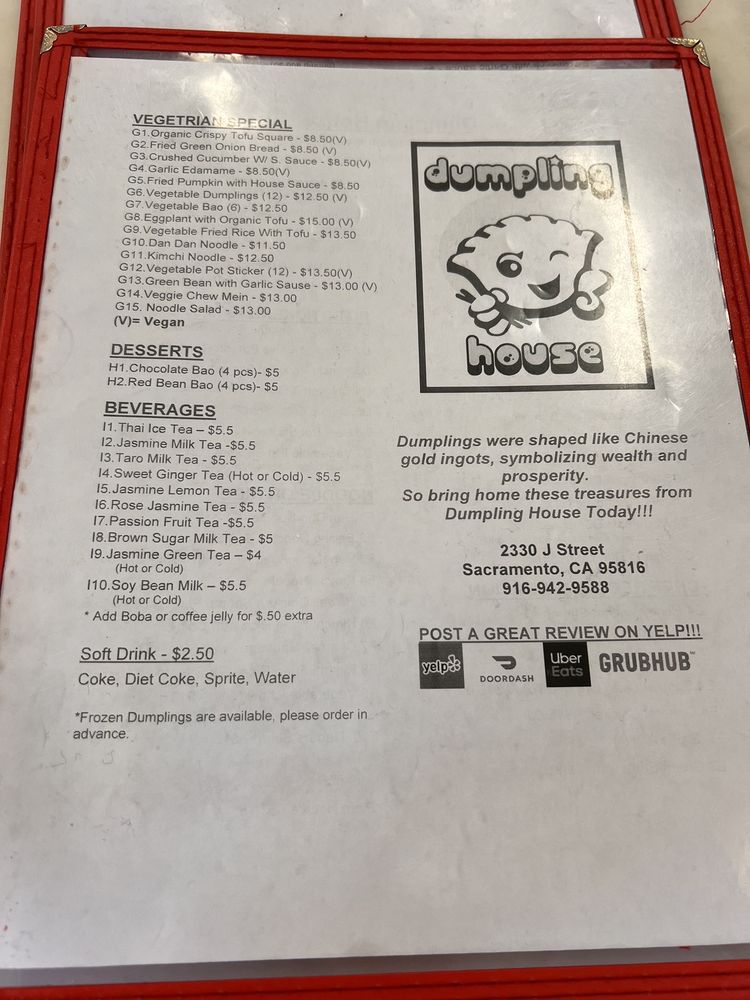 VEGETRIAN SPECIAL
G1.Organic Crispy Tofu Square - $8.50(V)
G2.Fried Green Onion Bread - $8.50 (V)
G3.Crushed Cucumber W/ S. Sauce - $8.50(V)
G4.Garlic Edamame - $8.50(V)
G5.Fried Pumpkin with House Sauce - $8.50
G6.Vegetable Dumplings (12) - $12.50 (V)
G7.Vegetable Bao (6) - $12.50
G8.Eggplant with Organic Tofu - $15.00 (V)
G9.Vegetable Fried Rice With Tofu - $13.50
G10.Dan Dan Noodle - $11.50
G11.Kimchi Noodle - $12.50
G12.Vegetable Pot Sticker (12) - $13.50(V)
G13.Green Bean with Garlic Sause - $13.00 (V)
G14.Veggie Chew Mein - $13.00
G15. Noodle Salad - $13.00
(V)= Vegan
DESSERTS
H1.Chocolate Bao (4 pcs)- $5
H2.Red Bean Bao (4 pcs)- $5
BEVERAGES
I1.Thai Ice Tea – $5.5
I2.Jasmine Milk Tea -$5.5
I3.Taro Milk Tea - $5.5
I4.Sweet Ginger Tea (Hot or Cold) - $5.5
I5.Jasmine Lemon Tea - $5.5
I6.Rose Jasmine Tea - $5.5
I7.Passion Fruit Tea -$5.5
I8.Brown Sugar Milk Tea - $5
I9.Jasmine Green Tea – $4
(Hot or Cold)
I10.Soy Bean Milk – $5.5
(Hot or Cold)
* Add Boba or coffee jelly for $.50 extra
Soft Drink - $2.50
Coke, Diet Coke, Sprite, Water
*Frozen Dumplings are available, please order in
advance.
dumpling
house
Dumplings were shaped like Chinese
gold ingots, symbolizing wealth and
prosperity.
So bring home these treasures from
Dumpling House Today!!!
2330 J Street
Sacramento, CA 95816
916-942-9588
POST A GREAT REVIEW ON YELP!!!
yelp
DOORDASH
Uber
Eats
GRUBHUB™